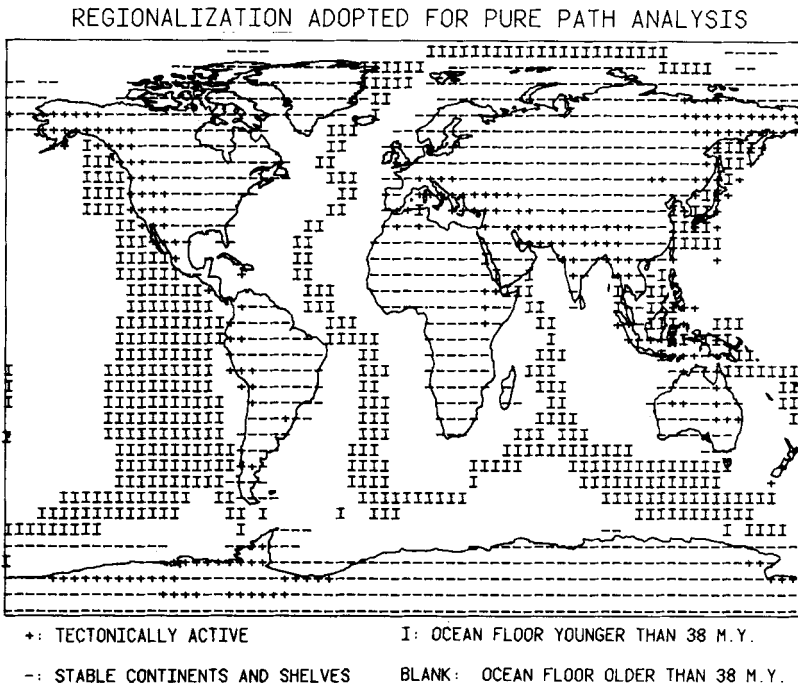 REGIONALIZATION ADOPTED FOR PURE PATH ANALYSIS
+: TECTONICALLY ACTIVE
I: OCEAN FLOOR YOUNGER THAN 38 M.Y.
-: STABLE CONTINENTS AND SHELVES
BLANK: OCEAN FLOOR OLDER THAN 38 M.Y.